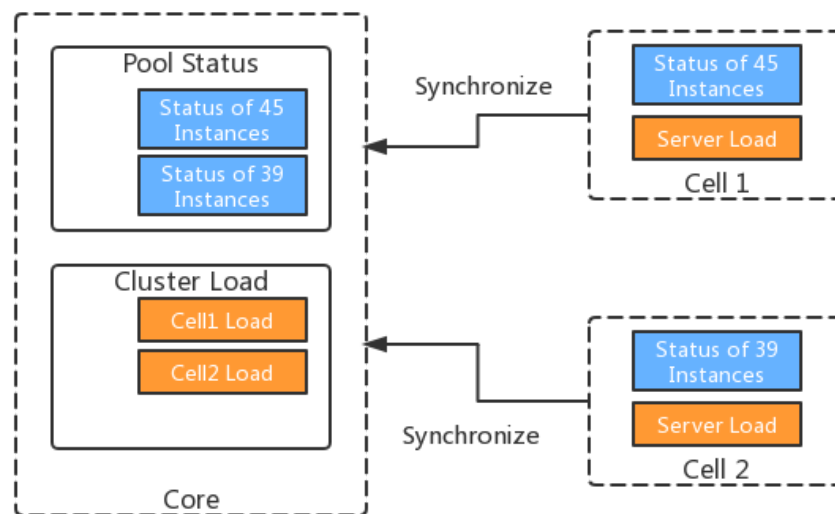 Pool Status
Status of 45
Instances
Status of 39
Instances
Cluster Load
Cell1 Load
Cell2 Load
Core
Synchronize
Synchronize
Status of 45
Instances
Server Load
Cell 1
Status of 39
Instances
Server Load
Cell 2